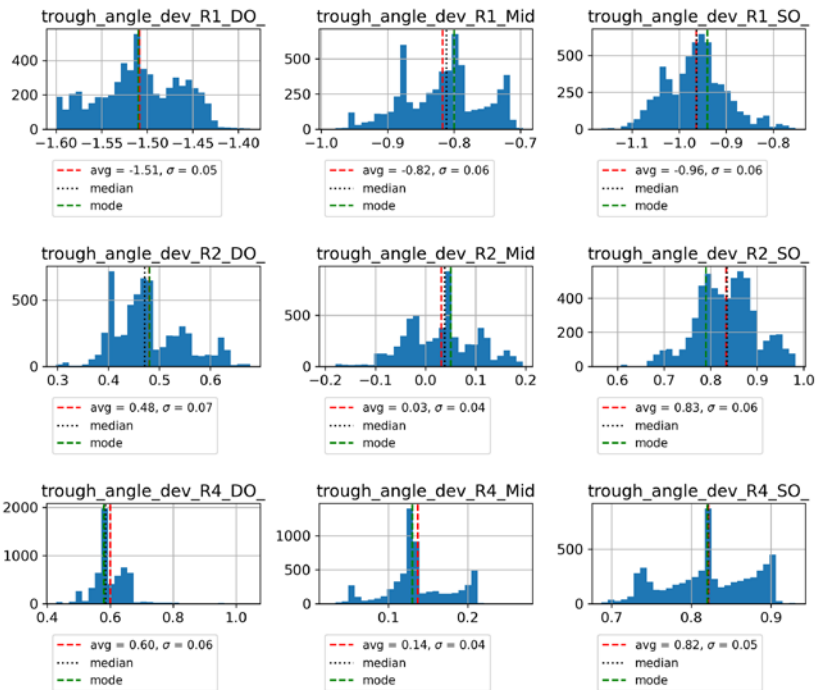 trough_angle_dev_R1_DO_ trough_angle_dev_R1_Mid trough_angle_dev_R1_SO_
400
200
0
−1.60 −1.55 −1.50 −1.45 −1.40
750
500
250
0
−1.0 −0.9 −0.8 −0.7
500
250
0
−1.1 −1.0 −0.9 −0.8
avg = -1.51, σ = 0.05
median
mode
avg = -0.82, σ = 0.06
median
mode
avg = -0.96, σ = 0.06
median
mode
trough_angle_dev_R2_DO_ trough_angle_dev_R2_Mid trough_angle_dev_R2_SO_
500
0
0.3 0.4 0.5 0.6
500
0
−0.2 −0.1 0.0 0.1 0.2
400
200
0
0.6 0.7 0.8 0.9 1.0
avg = 0.48, σ = 0.07
median
mode
avg = 0.03, σ = 0.04
median
mode
avg = 0.83, σ = 0.06
median
mode
trough_angle_dev_R4_DO_ trough_angle_dev_R4_Mid trough_angle_dev_R4_SO_
2000
1000
0
0.4 0.6 0.8 1.0
1000
500
0
0.1 0.2
500
0
0.7 0.8 0.9
avg = 0.60, σ = 0.06
median
mode
avg = 0.14, σ = 0.04
median
mode
avg = 0.82, σ = 0.05
median
mode